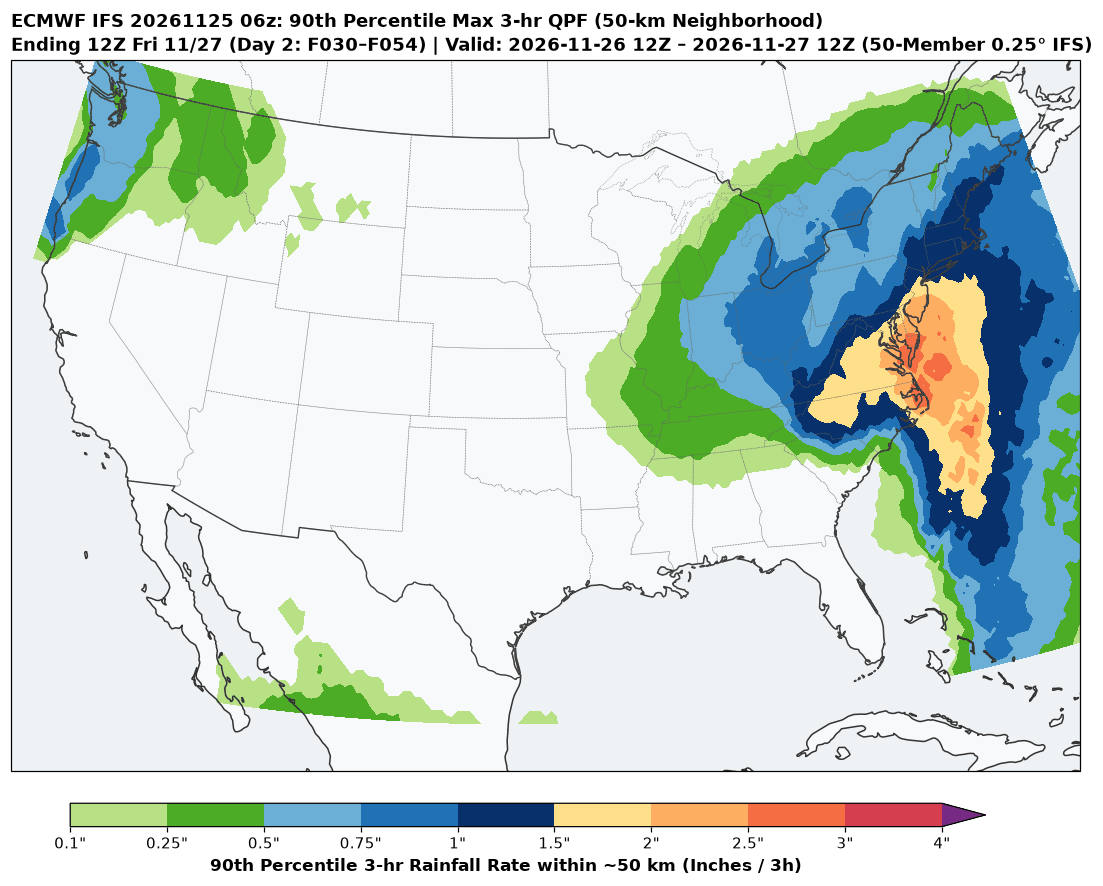 ECMWF IFS 20261125 06z: 90th Percentile Max 3-hr QPF (50-km Neighborhood)
Ending 12Z Fri 11/27 (Day 2: F030–F054) | Valid: 2026-11-26 12Z – 2026-11-27 12Z (50-Member 0.25° IFS)
0.1" 0.25" 0.5" 0.75" 1" 1.5" 2" 2.5" 3" 4"
90th Percentile 3-hr Rainfall Rate within ~50 km (Inches / 3h)